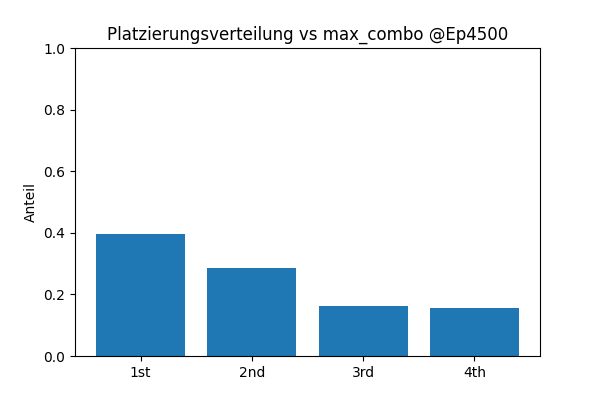 Platzierungsverteilung vs max_combo @Ep4500
1.0
0.8
0.6
0.4
0.2
0.0
Anteil
1st
2nd
3rd
4th